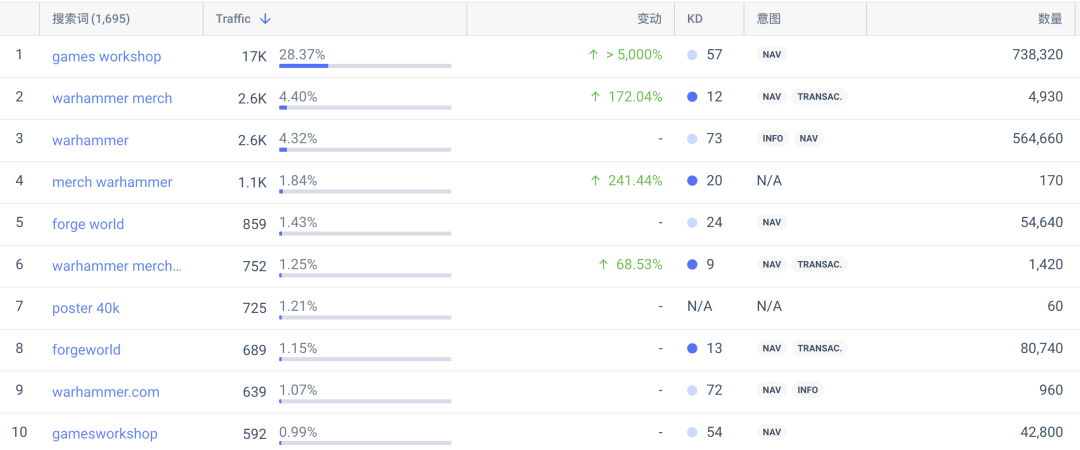 搜索词 (1,695) Traffic ↓ 变动 KD 意图 数量
1 games workshop 17K 28.37% ↑ > 5,000% 57 NAV 738,320
2 warhammer merch 2.6K 4.40% ↑ 172.04% 12 NAV TRANSAC. 4,930
3 warhammer 2.6K 4.32% - 73 INFO NAV 564,660
4 merch warhammer 1.1K 1.84% ↑ 241.44% 20 N/A 170
5 forge world 859 1.43% - 24 NAV 54,640
6 warhammer merch... 752 1.25% ↑ 68.53% 9 NAV TRANSAC. 1,420
7 poster 40k 725 1.21% - N/A N/A 60
8 forgeworld 689 1.15% - 13 NAV TRANSAC. 80,740
9 warhammer.com 639 1.07% - 72 NAV INFO 960
10 gamesworkshop 592 0.99% - 54 NAV 42,800